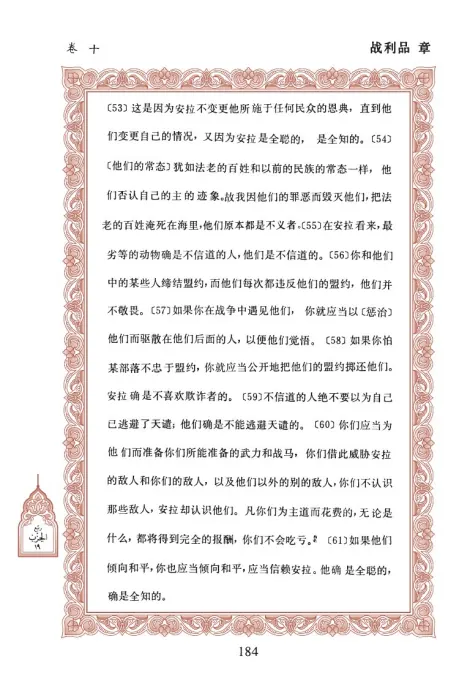 卷 十
战利品 章
〔53〕这是因为安拉不变更他所施于任何民众的恩典，直到他
们变更自己的情况，又因为安拉是全聪的， 是全知的。〔54〕
〔他们的常态〕犹如法老的百姓和以前的民族的常态一样， 他
们否认自己的主的迹象。故我因他们的罪恶而毁灭他们，把法
老的百姓淹死在海里，他们原本都是不义者。〔55〕在安拉看来，最
劣等的动物确是不信道的人，他们是不信道的。〔56〕你和他们
中的某些人缔结盟约，而他们每次都违反他们的盟约，他们并
不敬畏。〔57〕如果你在战争中遇见他们， 你就应当以〔惩治〕
他们而驱散在他们后面的人，以便他们觉悟。〔58〕如果你怕
某部落不忠于盟约，你就应当公开地把他们的盟约掷还他们。
安拉 确是不喜欢欺诈者的。〔59〕不信道的人绝不要以为自己
已逃避了天谴；他们确是不能逃避天谴的。〔60〕你们应当为
他们而准备你们所能准备的武力和战马，你们借此威胁安拉
的敌人和你们的敌人，以及他们以外的别的敌人，你们不认识
那些敌人，安拉却认识他们。凡你们为主道而花费的，无论是
什么，都将得到完全的报酬，你们不会吃亏。〔61〕如果他们
倾向和平，你也应当倾向和平，应当信赖安拉。他确 是全聪的，
确是全知的。
ربع
الحزب
١٩
184